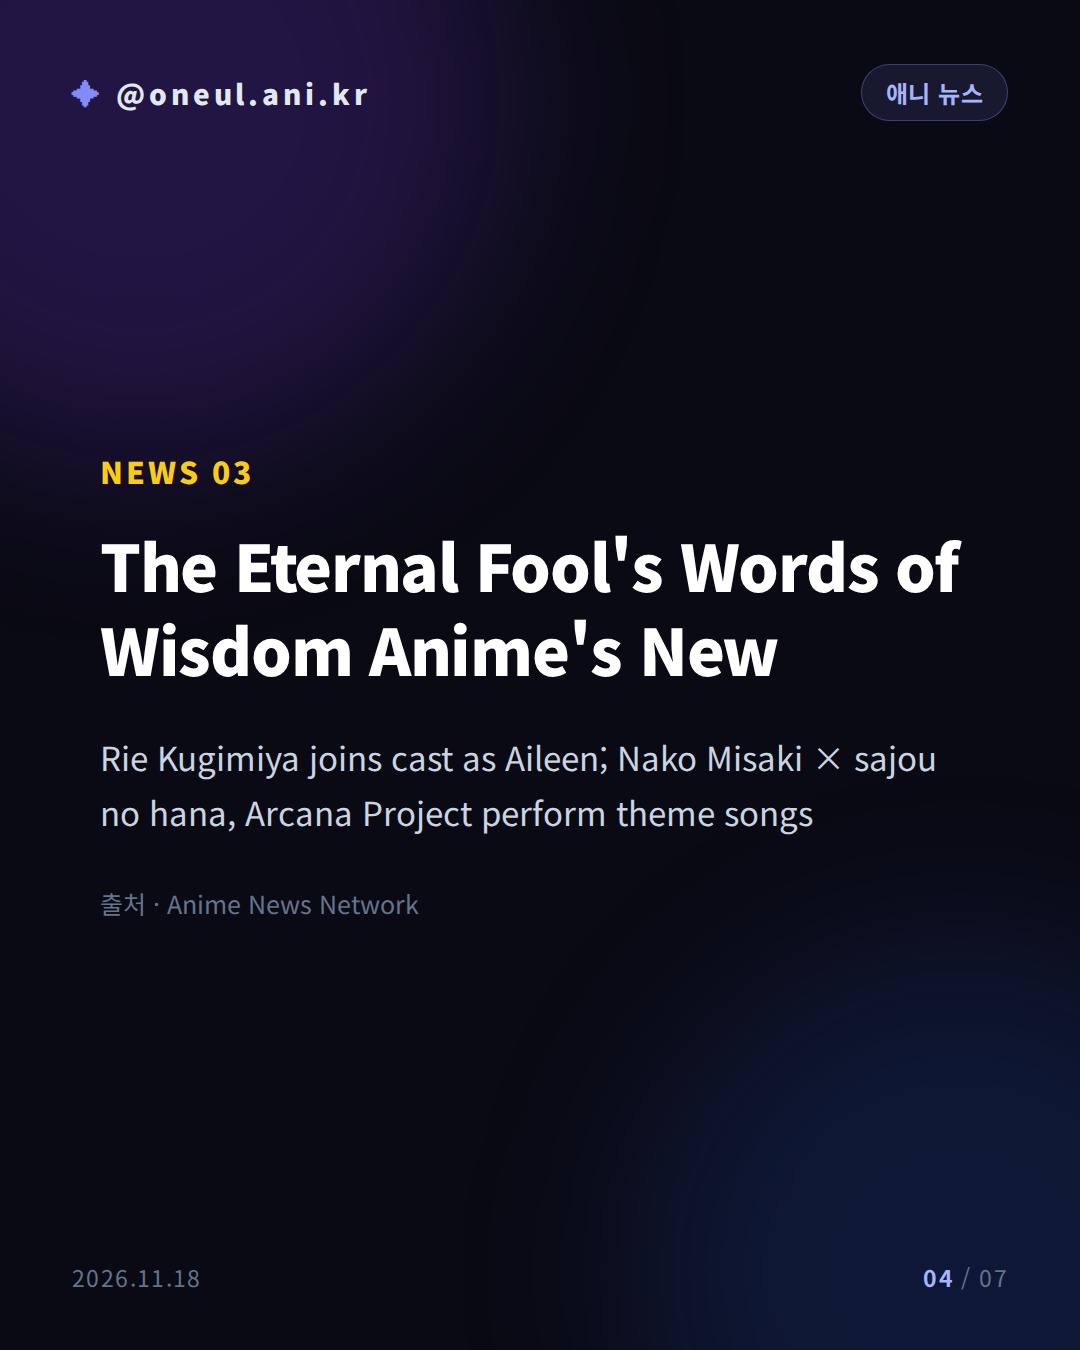 @oneul.ani.kr
애니 뉴스
NEWS 03
The Eternal Fool's Words of
Wisdom Anime's New
Rie Kugimiya joins cast as Aileen; Nako Misaki × sajou
no hana, Arcana Project perform theme songs
출처 · Anime News Network
2026.11.18
04 / 07